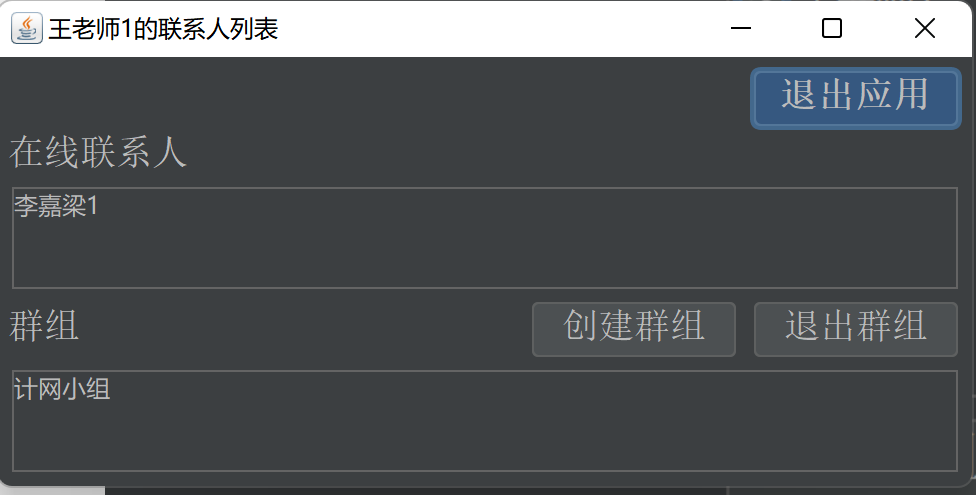 王老师1的联系人列表
退出应用
在线联系人
李嘉梁1
群组 创建群组 退出群组
计网小组